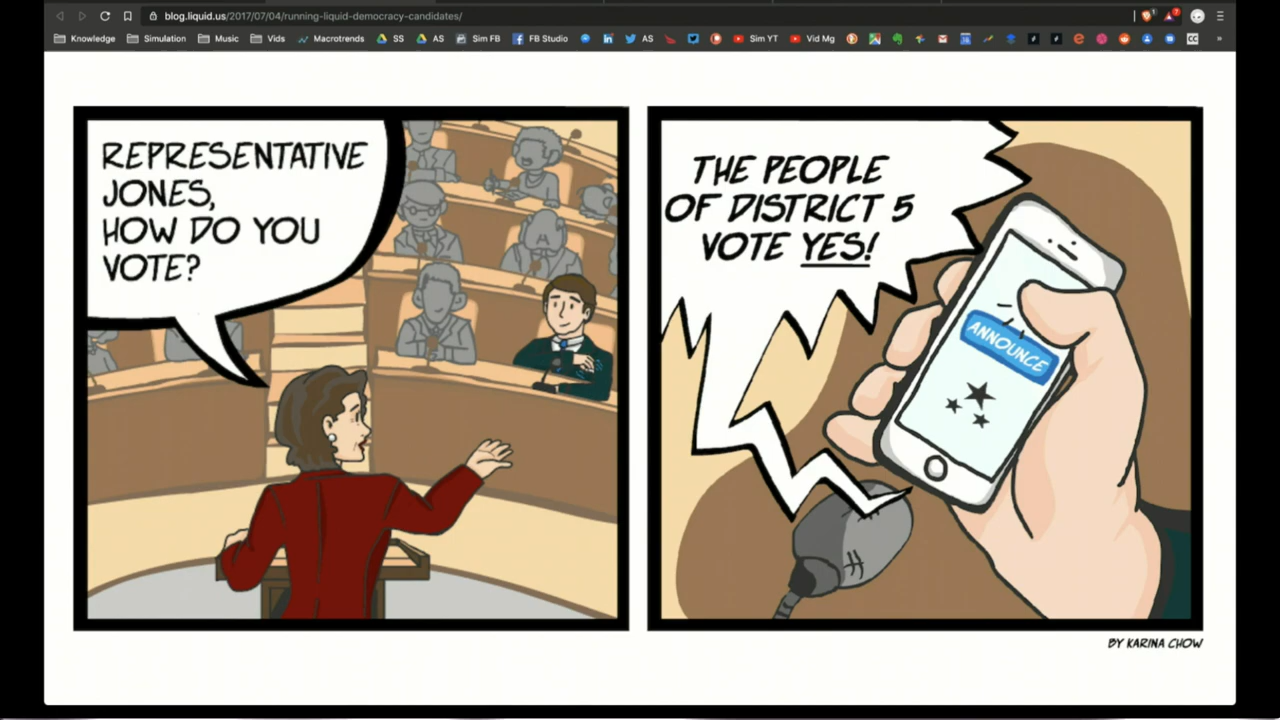 blog.liquid.us/2017/07/04/running-liquid-democracy-candidates/
Knowledge Simulation Music Vids Macrotrends SS AS Sim FB FB Studio AS Sim YT Vid Mg CC »
REPRESENTATIVE
JONES,
HOW DO YOU
VOTE?
THE PEOPLE
OF DISTRICT 5
VOTE YES!
ANNOUNCE
BY KARINA CHOW